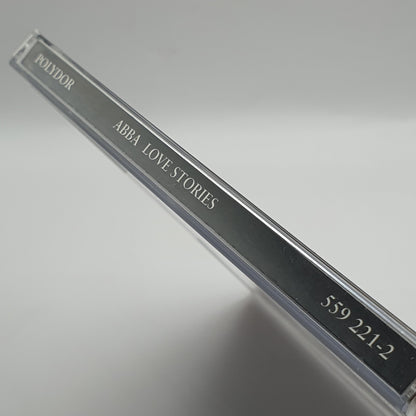 POLYDOR
ABBA LOVE STORIES
559 221-2